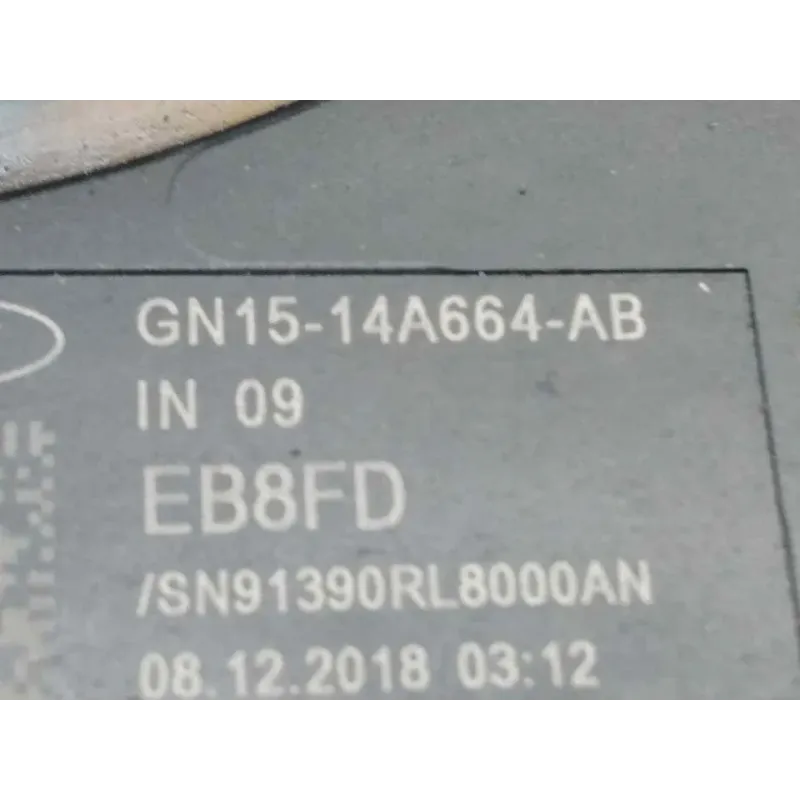 GN15-14A664-AB
IN 09
EB8FD
/SN91390RL8000AN
08.12.2018 03:12